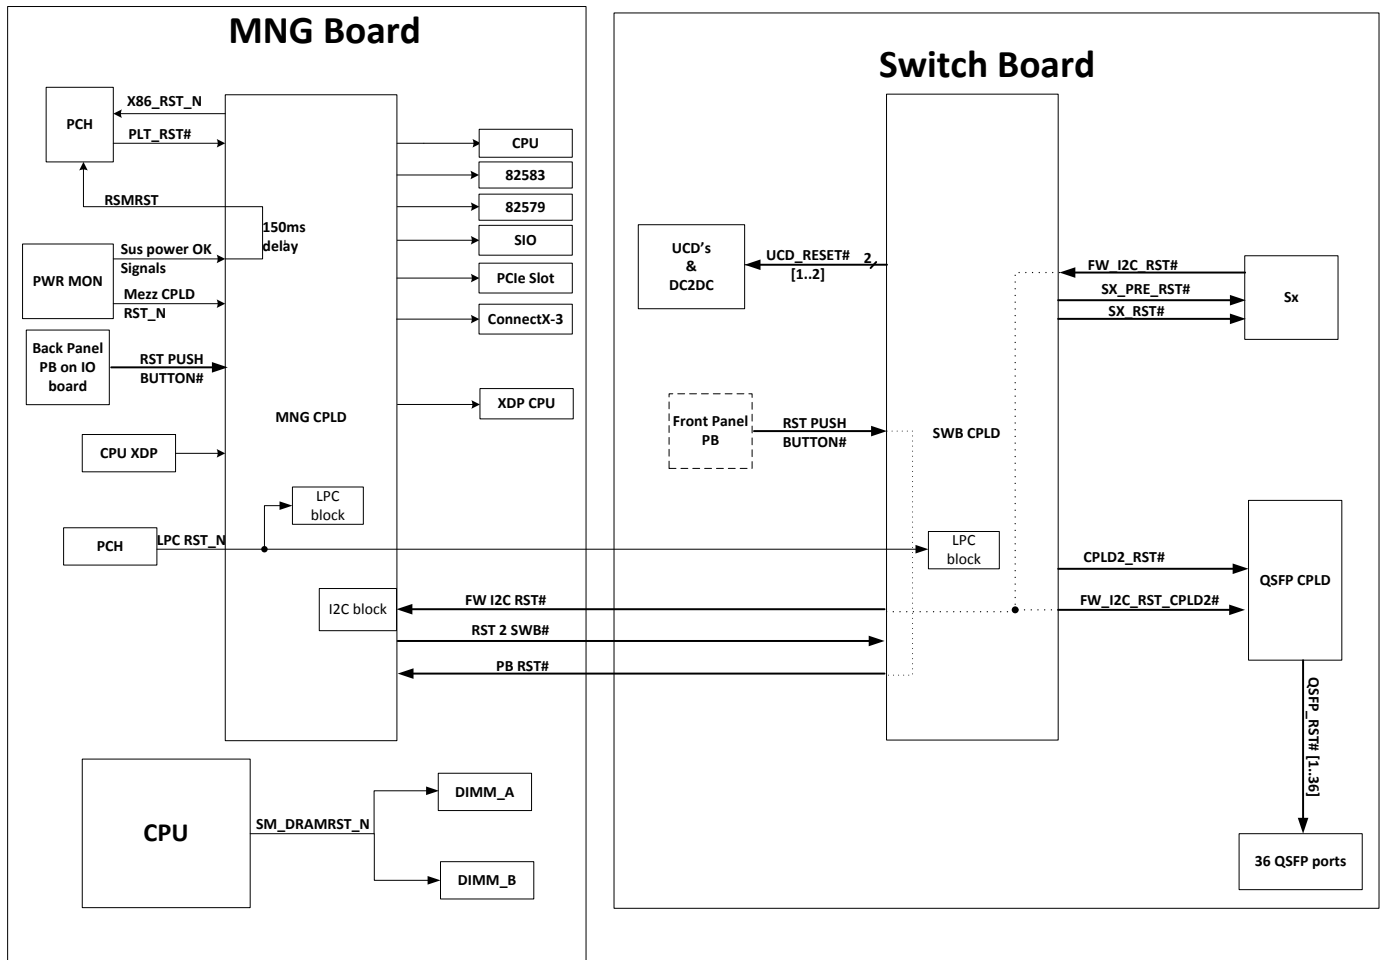 MNG Board
X86_RST_N
PCH
PLT_RST#
RSMRST
150ms
delay
Sus power OK
Signals
PWR MON
Mezz CPLD
RST_N
Back Panel
PB on IO
board
RST PUSH
BUTTON#
CPU XDP
PCH
LPC RST_N
MNG CPLD
LPC
block
I2C block
CPU
82583
82579
SIO
PCIe Slot
ConnectX-3
XDP CPU
FW I2C RST#
RST 2 SWB#
PB RST#
CPU
SM_DRAMRST_N
DIMM_A
DIMM_B
Switch Board
UCD's
&
DC2DC
UCD_RESET#
2
[1..2]
Front Panel
PB
RST PUSH
BUTTON#
SWB CPLD
LPC
block
FW_I2C_RST#
SX_PRE_RST#
SX_RST#
Sx
CPLD2_RST#
FW_I2C_RST_CPLD2#
QSFP CPLD
QSFP_RST# [1..36]
36 QSFP ports